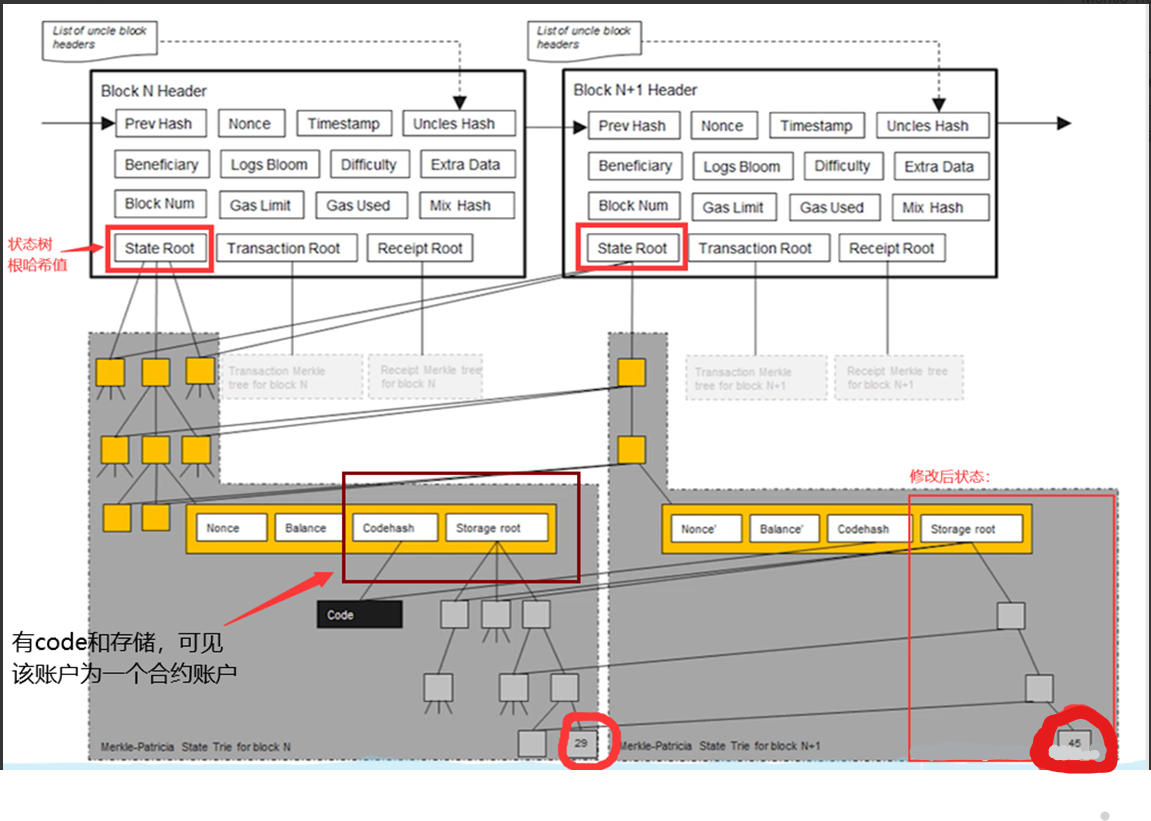 List of uncle block
headers
List of uncle block
headers
Block N Header
Prev Hash
Nonce
Timestamp
Uncles Hash
Beneficiary
Logs Bloom
Difficulty
Extra Data
Block Num
Gas Limit
Gas Used
Mix Hash
State Root
Transaction Root
Receipt Root
状态树
根哈希值
Block N+1 Header
Prev Hash
Nonce
Timestamp
Uncles Hash
Beneficiary
Logs Bloom
Difficulty
Extra Data
Block Num
Gas Limit
Gas Used
Mix Hash
State Root
Transaction Root
Receipt Root
Transaction Merkle
tree for block N
Receipt Merkle tree
for block N
Transaction Merkle
tree for block N+1
Receipt Merkle tree
for block N+1
修改后状态:
Nonce
Balance
Codehash
Storage root
Nonce'
Balance'
Codehash
Storage root
Code
有code和存储，可见
该账户为一个合约账户
29
45
Merkle-Patricia State Trie for block N
Merkle-Patricia State Trie for block N+1